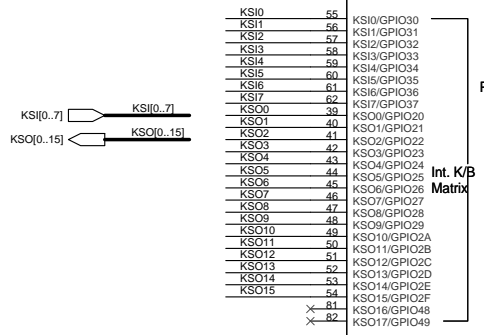 KSI0 55 KSI0/GPIO30
KSI1 56 KSI1/GPIO31
KSI2 57 KSI2/GPIO32
KSI3 58 KSI3/GPIO33
KSI4 59 KSI4/GPIO34
KSI5 60 KSI5/GPIO35
KSI6 61 KSI6/GPIO36
KSI7 62 KSI7/GPIO37
KSI[0..7] KSI[0..7]
KSO[0..15] KSO[0..15]
KSO0 39 KSO0/GPIO20
KSO1 40 KSO1/GPIO21
KSO2 41 KSO2/GPIO22
KSO3 42 KSO3/GPIO23
KSO4 43 KSO4/GPIO24
KSO5 44 KSO5/GPIO25 Int. K/B
KSO6 45 KSO6/GPIO26 Matrix
KSO7 46 KSO7/GPIO27
KSO8 47 KSO8/GPIO28
KSO9 48 KSO9/GPIO29
KSO10 49 KSO10/GPIO2A
KSO11 50 KSO11/GPIO2B
KSO12 51 KSO12/GPIO2C
KSO13 52 KSO13/GPIO2D
KSO14 53 KSO14/GPIO2E
KSO15 54 KSO15/GPIO2F
81 KSO16/GPIO48
82 KSO17/GPIO49